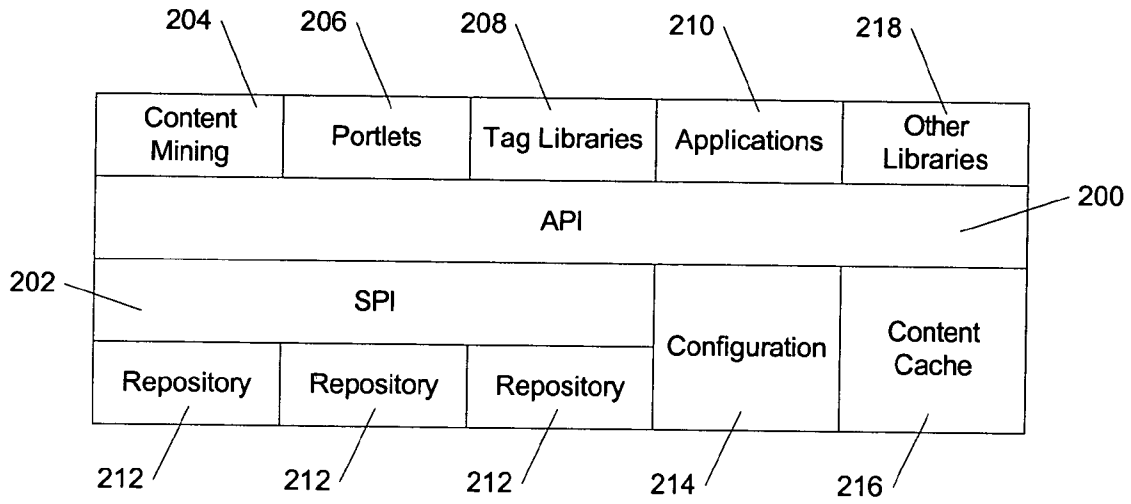 204 206 208 210 218
Content Mining Portlets Tag Libraries Applications Other Libraries
API 200
202 SPI
Configuration Content Cache
Repository Repository Repository
212 212 212 214 216